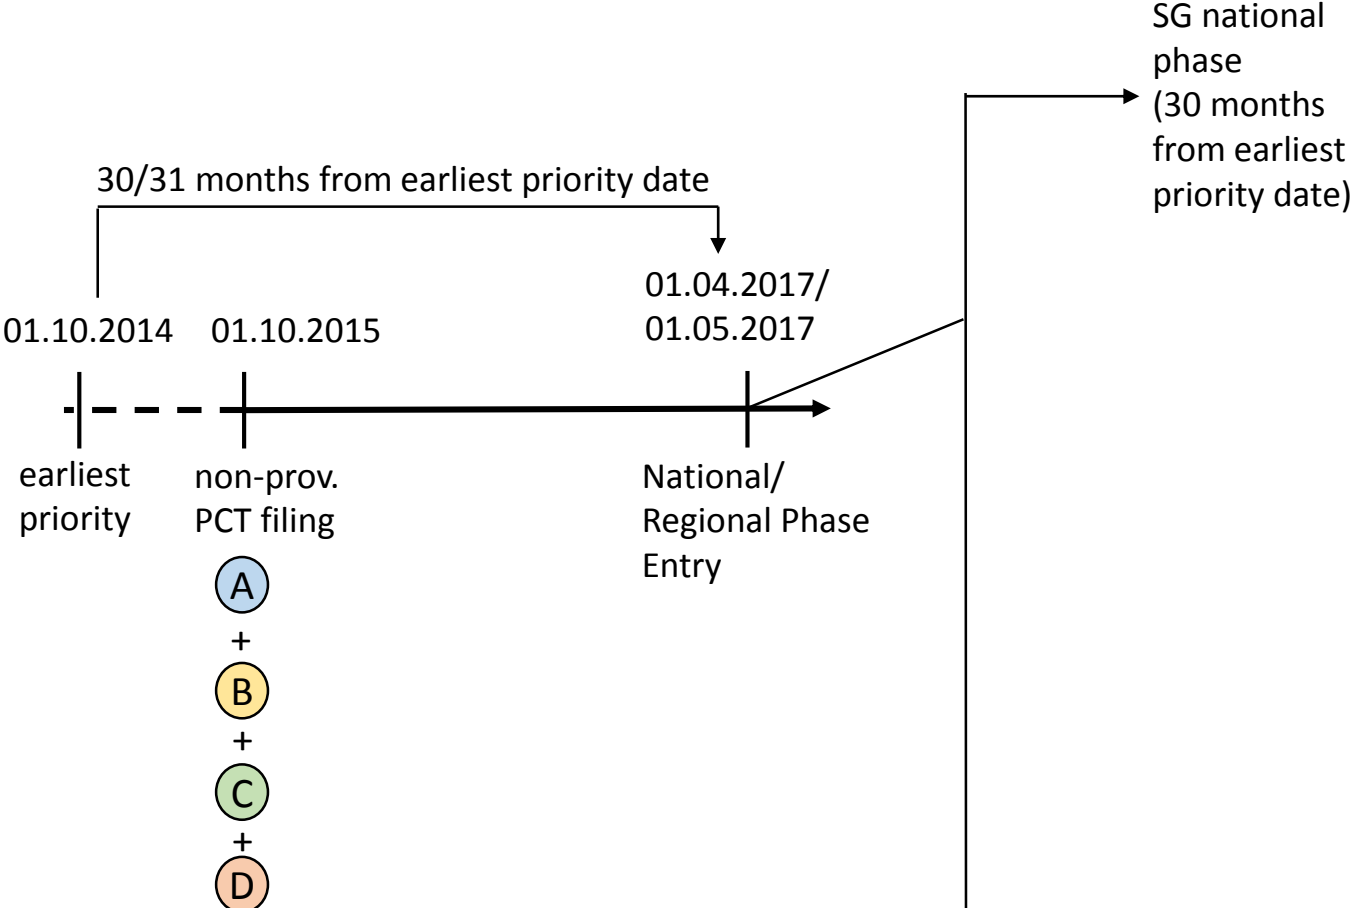 SG national
phase
(30 months
from earliest
priority date)
30/31 months from earliest priority date
01.04.2017/
01.05.2017
01.10.2014
01.10.2015
earliest
priority
non-prov.
PCT filing
National/
Regional Phase
Entry
A
+
B
+
C
+
D